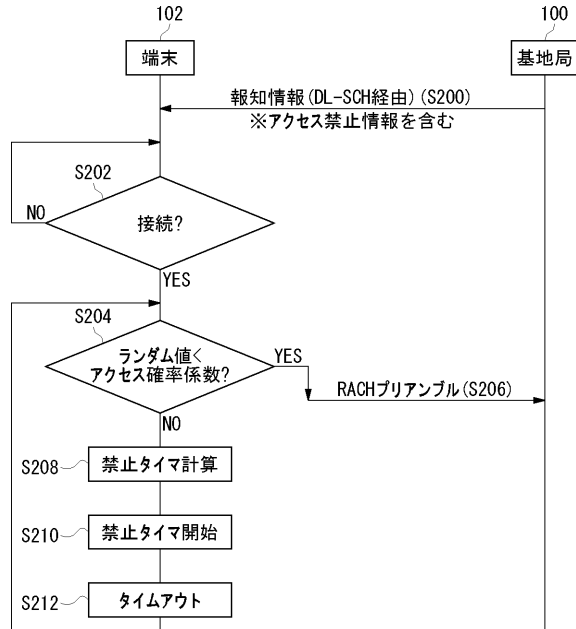 102
100
端末
基地局
報知情報(DL-SCH経由)(S200)
※アクセス禁止情報を含む
S202
NO
接続?
YES
S204
ランダム値<
アクセス確率係数?
YES
RACHプリアンブル(S206)
NO
S208
禁止タイマ計算
S210
禁止タイマ開始
S212
タイムアウト